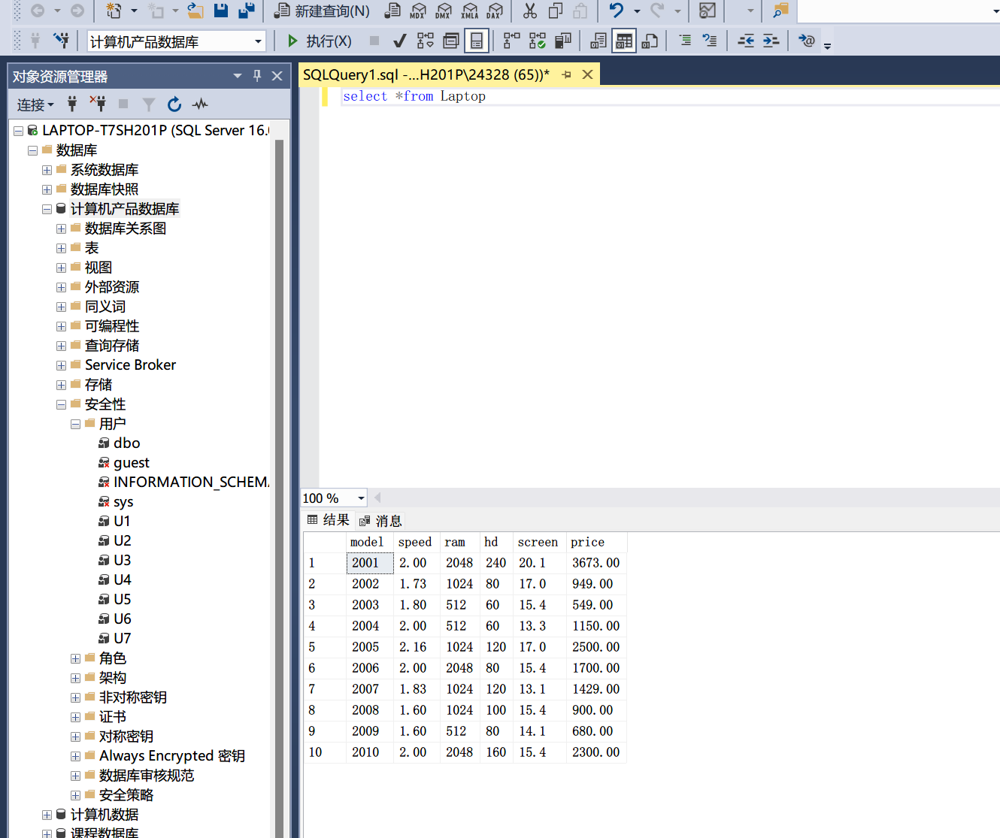 新建查询(N) MDX DMX XMLA DAX
计算机产品数据库 执行(X)
对象资源管理器
连接
LAPTOP-T7SH201P (SQL Server 16.
数据库
系统数据库
数据库快照
计算机产品数据库
数据库关系图
表
视图
外部资源
同义词
可编程性
查询存储
Service Broker
存储
安全性
用户
dbo
guest
INFORMATION_SCHEMA
sys
U1
U2
U3
U4
U5
U6
U7
角色
架构
非对称密钥
证书
对称密钥
Always Encrypted 密钥
数据库审核规范
安全策略
计算机数据
课程数据库
SQLQuery1.sql -...H201P\24328 (65))*
select *from Laptop
100 %
结果 消息
model speed ram hd screen price
1 2001 2.00 2048 240 20.1 3673.00
2 2002 1.73 1024 80 17.0 949.00
3 2003 1.80 512 60 15.4 549.00
4 2004 2.00 512 60 13.3 1150.00
5 2005 2.16 1024 120 17.0 2500.00
6 2006 2.00 2048 80 15.4 1700.00
7 2007 1.83 1024 120 13.1 1429.00
8 2008 1.60 1024 100 15.4 900.00
9 2009 1.60 512 80 14.1 680.00
10 2010 2.00 2048 160 15.4 2300.00